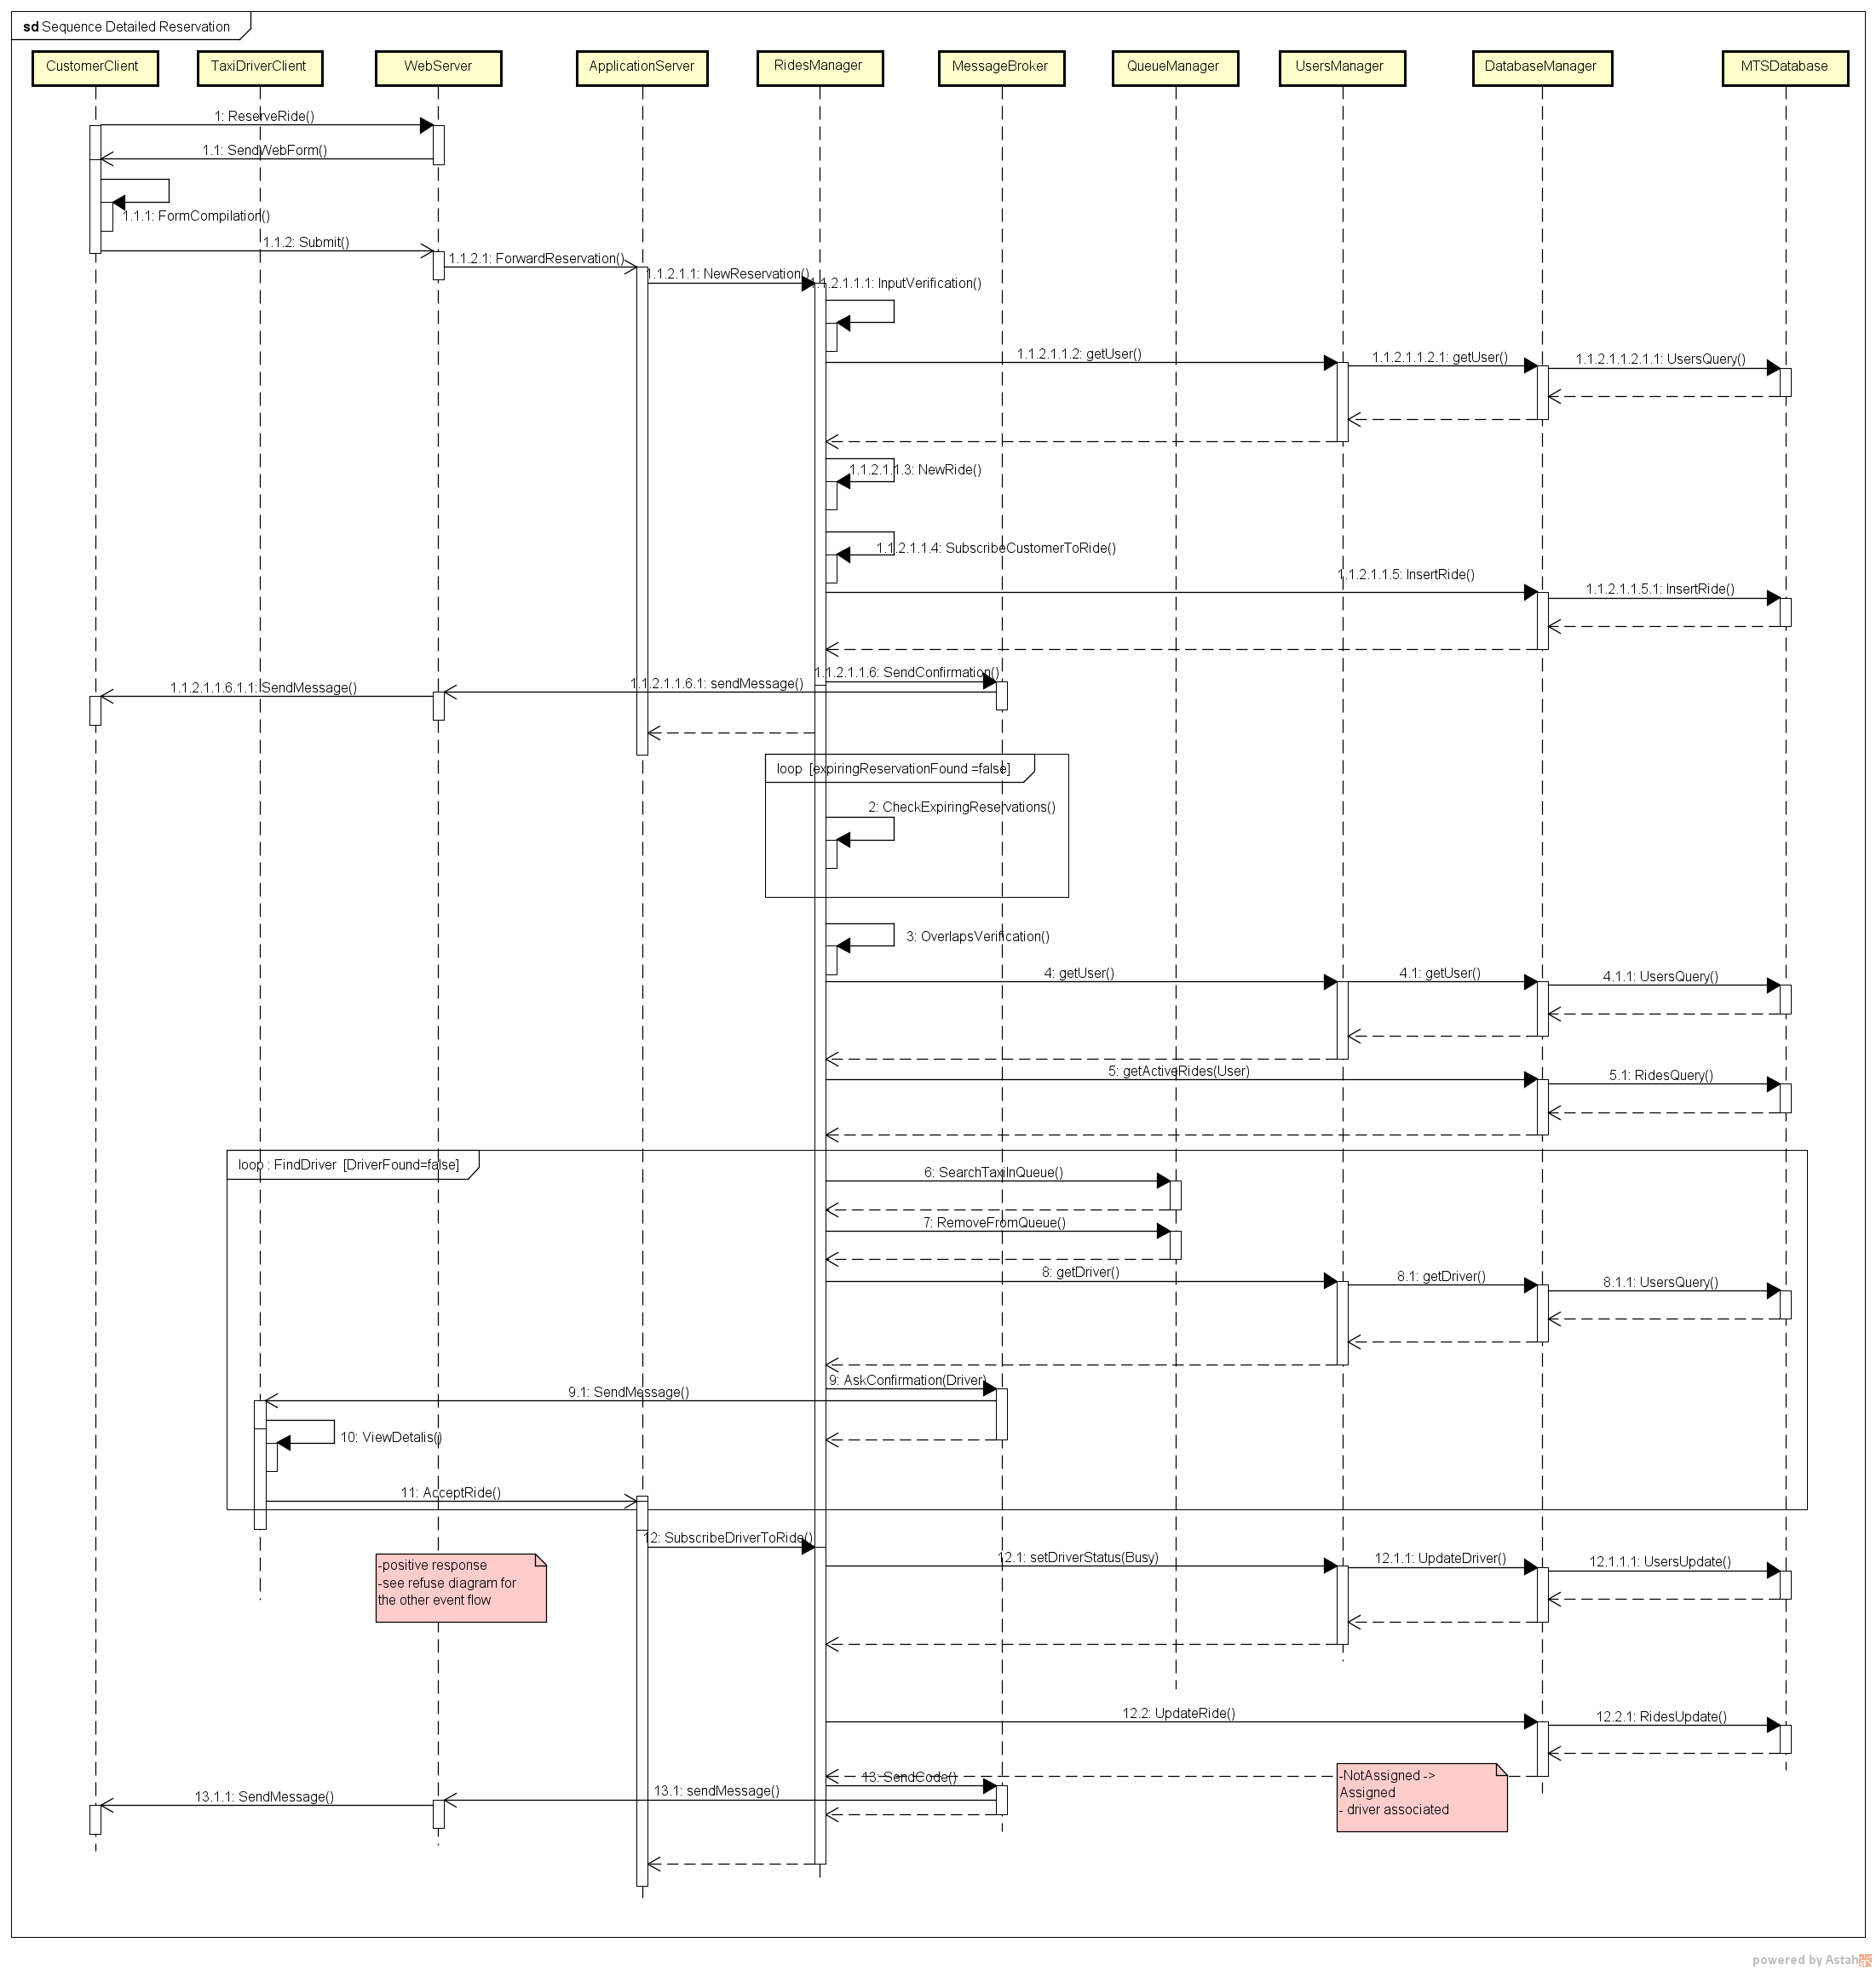 sd Sequence Detailed Reservation
CustomerClient
TaxiDriverClient
WebServer
ApplicationServer
RidesManager
MessageBroker
QueueManager
UsersManager
DatabaseManager
MTSDatabase
1: ReserveRide()
1.1: SendWebForm()
1.1.1: FormCompilation()
1.1.2: Submit()
1.1.2.1: ForwardReservation()
1.1.2.1.1: NewReservation()
1.1.2.1.1.1: InputVerification()
1.1.2.1.1.2: getUser()
1.1.2.1.1.2.1: getUser()
1.1.2.1.1.2.1.1: UsersQuery()
1.1.2.1.1.3: NewRide()
1.1.2.1.1.4: SubscribeCustomerToRide()
1.1.2.1.1.5: InsertRide()
1.1.2.1.1.5.1: InsertRide()
1.1.2.1.1.6: SendConfirmation()
1.1.2.1.1.6.1: sendMessage()
1.1.2.1.1.6.1.1: SendMessage()
loop [expiringReservationFound =false]
2: CheckExpiringReservations()
3: OverlapsVerification()
4: getUser()
4.1: getUser()
4.1.1: UsersQuery()
5: getActiveRides(User)
5.1: RidesQuery()
loop : FindDriver [DriverFound=false]
6: SearchTaxiInQueue()
7: RemoveFromQueue()
8: getDriver()
8.1: getDriver()
8.1.1: UsersQuery()
9: AskConfirmation(Driver)
9.1: SendMessage()
10: ViewDetalis()
11: AcceptRide()
12: SubscribeDriverToRide()
-positive response
-see refuse diagram for
the other event flow
12.1: setDriverStatus(Busy)
12.1.1: UpdateDriver()
12.1.1.1: UsersUpdate()
12.2: UpdateRide()
12.2.1: RidesUpdate()
-NotAssigned ->
Assigned
- driver associated
13: SendCode()
13.1: sendMessage()
13.1.1: SendMessage()
powered by Astah